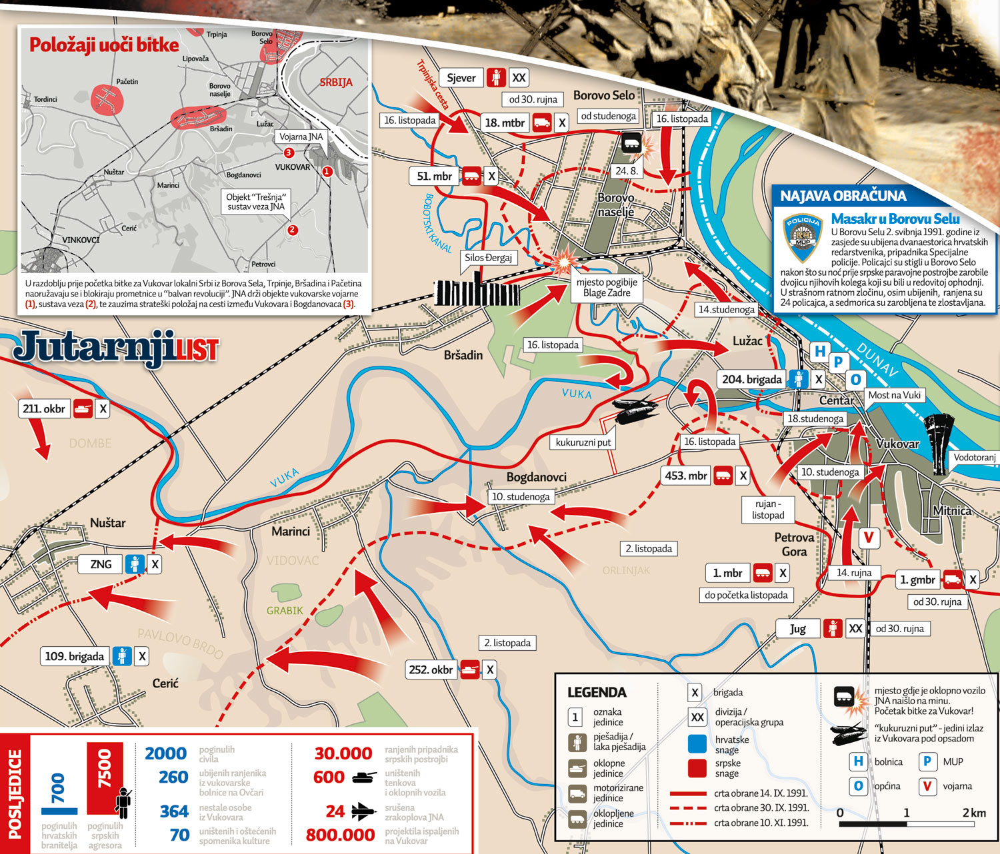 Položaji uoči bitke
Trpinja
Borovo
Selo
Lipovača
SRBIJA
Pačetin
Borovo
naselje
Tordinci
Bršadin
Lužac
Vojarna JNA
3
VUKOVAR
1
Nuštar
Bogdanovci
Marinci
Objekt "Trešnja"
sustav veza JNA
Cerić
2
VINKOVCI
Petrovci
U razdoblju prije početka bitke za Vukovar lokalni Srbi iz Borova Sela, Trpinje, Bršadina i Pačetina
naoružavaju se i blokiraju prometnice u "balvan revoluciji". JNA drži objekte vukovarske vojarne
(1), sustava veza (2), te zauzima strateški položaj na cesti između Vukovara i Bogdanovaca (3).
JutarnjiLIST
Trpinjska cesta
Sjever XX
od 30. rujna
Borovo Selo
od studenoga
16. listopada
18. mtbr X
16. listopada
51. mbr X
24. 8.
BOBOTSKI KANAL
Borovo
naselje
NAJAVA OBRAČUNA
POLICIJA
RH
MUP
Masakr u Borovu Selu
U Borovu Selu 2. svibnja 1991. godine iz
zasjede su ubijena dvanaestorica hrvatskih
redarstvenika, pripadnika Specijalne
policije. Policajci su stigli u Borovo Selo
nakon što su noć prije srpske paravojne postrojbe zarobile
dvojicu njihovih kolega koji su bili u redovitoj ophodnji.
U strašnom ratnom zločinu, osim ubijenih, ranjena su
24 policajca, a sedmorica su zarobljena te zlostavljana.
Silos Đergaj
mjesto pogibije
Blage Zadre
14.studenoga
16. listopada
Bršadin
Lužac
H
P
O
DUNAV
204. brigada X
Centar
Most na Vuki
VUKA
18.studenoga
kukuruzni put
16. listopada
Vukovar
Vodotoranj
211. okbr X
DOMBE
VUKA
Bogdanovci
10. studenoga
453. mbr X
10. studenoga
rujan -
listopad
Mitnica
Nuštar
Marinci
Petrova
Gora
V
2. listopada
ZNG X
VIDOVAC
ORLINJAK
1. mbr X
do početka listopada
14. rujna
1. gmbr X
od 30. rujna
GRABIK
PAVLOVO BRDO
Jug XX
od 30. rujna
2. listopada
109. brigada X
252. okbr X
Cerić
LEGENDA
1
oznaka
jedinice
pješadija /
laka pješadija
oklopne
jedinice
motorizirane
jedinice
oklopljene
jedinice
X brigada
XX divizija /
operacijska grupa
hrvatske
snage
srpske
snage
crta obrane 14. IX. 1991.
crta obrane 30. IX. 1991.
crta obrane 10. XI. 1991.
mjesto gdje je oklopno vozilo
JNA naišlo na minu.
Početak bitke za Vukovar!
"kukuruzni put" - jedini izlaz
iz Vukovara pod opsadom
H bolnica
P MUP
O općina
V vojarna
0 1 2 km
POSLJEDICE
700
poginulih
hrvatskih
branitelja
7500
poginulih
srpskih
agresora
2000 poginulih
civila
260 ubijenih ranjenika
iz vukovarske
bolnice na Ovčari
364 nestale osobe
iz Vukovara
70 uništenih i oštećenih
spomenika kulture
30.000 ranjenih pripadnika
srpskih postrojbi
600 uništenih
tenkova
i oklopnih vozila
24 srušena
zrakoplova JNA
800.000 projektila ispaljenih
na Vukovar